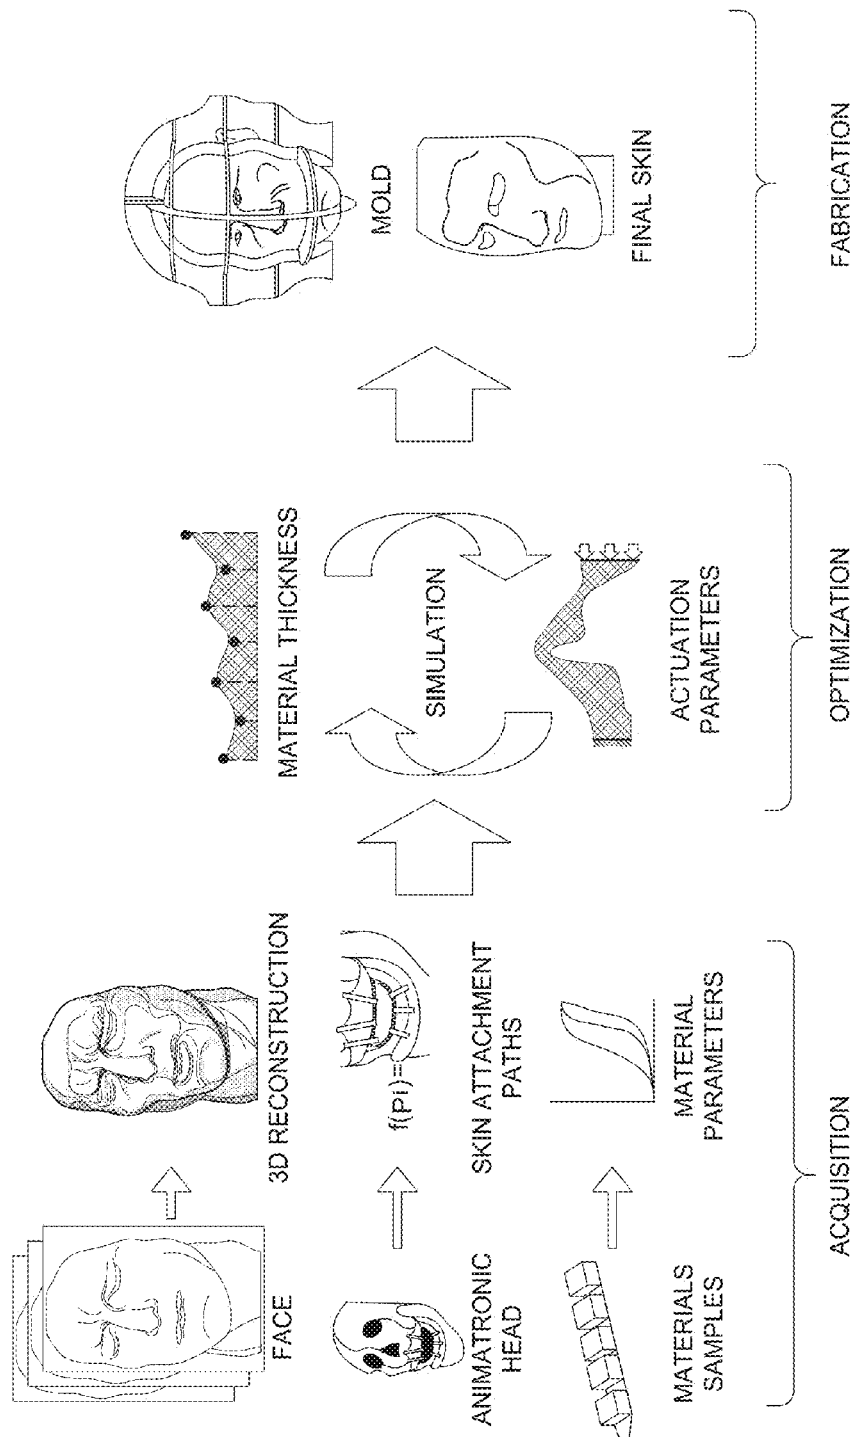 FACE
3D RECONSTRUCTION
ANIMATRONIC
HEAD
f(Pi)=
SKIN ATTACHMENT
PATHS
MATERIALS
SAMPLES
MATERIAL
PARAMETERS
ACQUISITION
MATERIAL THICKNESS
SIMULATION
ACTUATION
PARAMETERS
OPTIMIZATION
MOLD
FINAL SKIN
FABRICATION